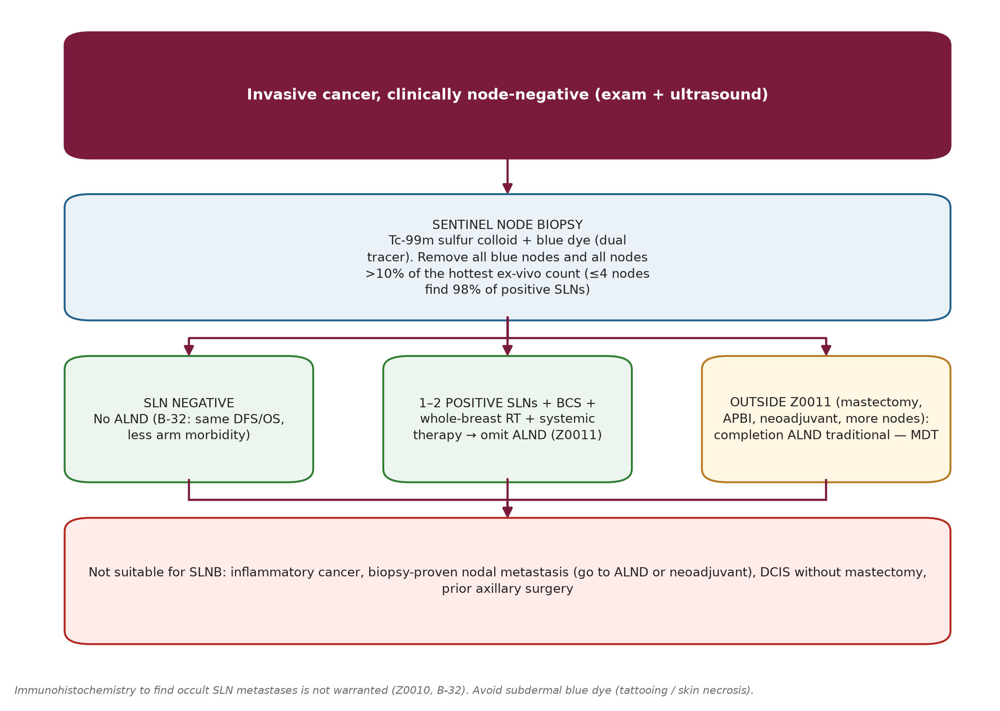 Invasive cancer, clinically node-negative (exam + ultrasound)
SENTINEL NODE BIOPSY
Tc-99m sulfur colloid + blue dye (dual
tracer). Remove all blue nodes and all nodes
>10% of the hottest ex-vivo count (≤4 nodes
find 98% of positive SLNs)
SLN NEGATIVE
No ALND (B-32: same DFS/OS,
less arm morbidity)
1–2 POSITIVE SLNs + BCS +
whole-breast RT + systemic
therapy → omit ALND (Z0011)
OUTSIDE Z0011 (mastectomy,
APBI, neoadjuvant, more nodes):
completion ALND traditional — MDT
Not suitable for SLNB: inflammatory cancer, biopsy-proven nodal metastasis (go to ALND or neoadjuvant), DCIS without mastectomy,
prior axillary surgery
Immunohistochemistry to find occult SLN metastases is not warranted (Z0010, B-32). Avoid subdermal blue dye (tattooing / skin necrosis).